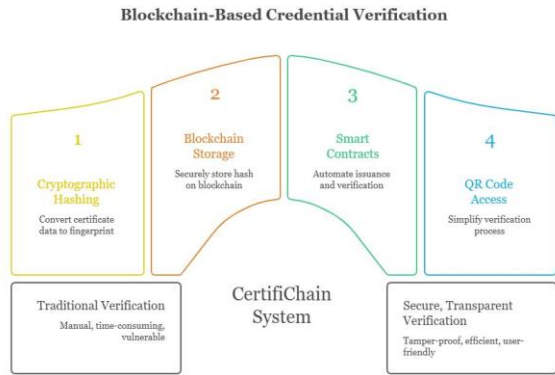 Blockchain-Based Credential Verification
1
Cryptographic
Hashing
Convert certificate
data to fingerprint
2
Blockchain
Storage
Securely store hash
on blockchain
3
Smart
Contracts
Automate issuance
and verification
4
QR Code
Access
Simplify verification
process
Traditional Verification
Manual, time-consuming,
vulnerable
CertifiChain
System
Secure, Transparent
Verification
Tamper-proof, efficient, user-
friendly